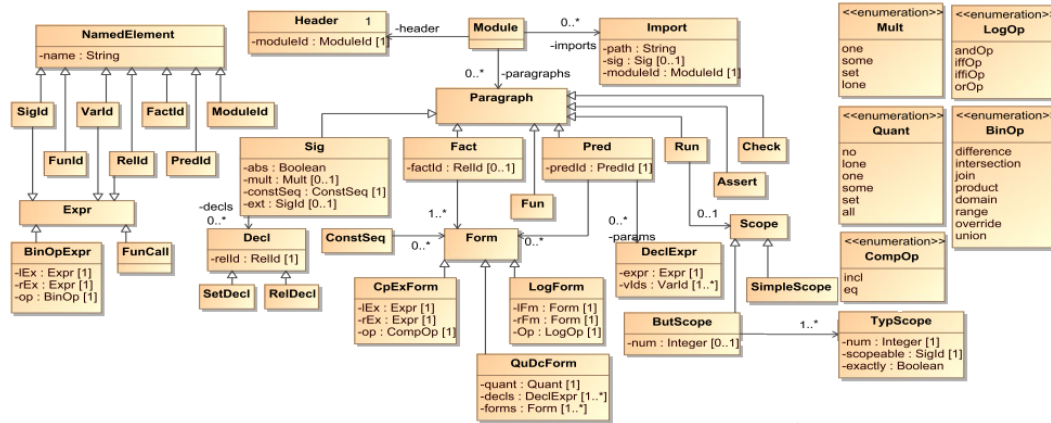 NamedElement
-name : String
SigId
VarId
FactId
ModuleId
FunId
RelId
PredId
Expr
BinOpExpr
-lEx : Expr [1]
-rEx : Expr [1]
-op : BinOp [1]
FunCall
Header
1
-moduleId : ModuleId [1]
-header
Module
0..*
-imports
Import
-path : String
-sig : Sig [0..1]
-moduleId : ModuleId [1]
0..*
-paragraphs
Paragraph
Sig
-abs : Boolean
-mult : Mult [0..1]
-constSeq : ConstSeq [1]
-ext : SigId [0..1]
Fact
-factId : RelId [0..1]
Pred
-predId : PredId [1]
Fun
Run
Assert
Check
-decls
0..*
Decl
-relId : RelId [1]
SetDecl
RelDecl
ConstSeq
0..*
1..*
Form
0..*
0..*
-params
DeclExpr
-expr : Expr [1]
-vIds : VarId [1..*]
0..1
Scope
SimpleScope
CpExForm
-lEx : Expr [1]
-rEx : Expr [1]
-op : CompOp [1]
LogForm
-lFm : Form [1]
-rFm : Form [1]
-Op : LogOp [1]
QuDcForm
-quant : Quant [1]
-decls : DeclExpr [1..*]
-forms : Form [1..*]
ButScope
-num : Integer [0..1]
1..*
TypScope
-num : Integer [1]
-scopeable : SigId [1]
-exactly : Boolean
<<enumeration>>
Mult
one
some
set
lone
<<enumeration>>
LogOp
andOp
iffOp
iffiOp
orOp
<<enumeration>>
Quant
no
lone
one
some
set
all
<<enumeration>>
BinOp
difference
intersection
join
product
domain
range
override
union
<<enumeration>>
CompOp
incl
eq